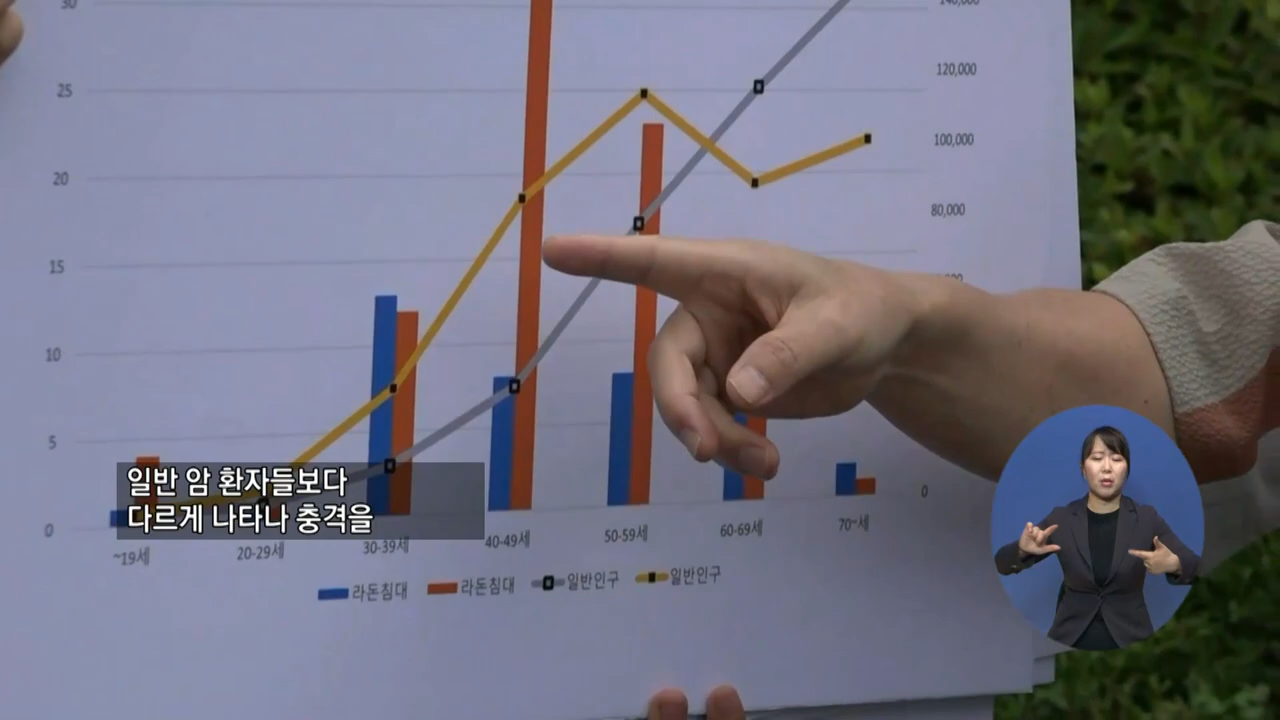 30
25
20
15
10
5
0
120,000
100,000
80,000
0
~19세
20-29세
30-39세
40-49세
50-59세
60-69세
70~세
라돈침대
라돈침대
일반인구
일반인구
일반 암 환자들보다
다르게 나타나 충격을